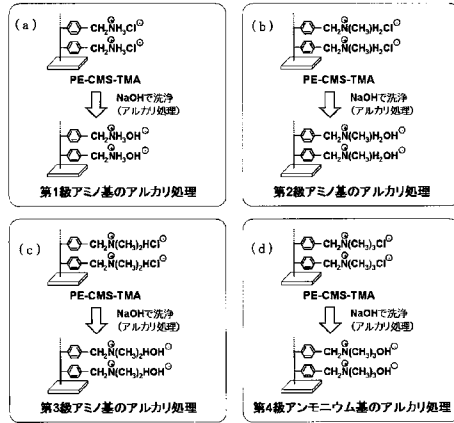 (a)
CH₂NH₃Cl⊖
CH₂NH₃Cl⊖
PE-CMS-TMA
NaOHで洗浄
(アルカリ処理)
CH₂NH₃OH⊖
CH₂NH₃OH⊖
第1級アミノ基のアルカリ処理
(b)
CH₂N(CH₃)H₂Cl⊖
CH₂N(CH₃)H₂Cl⊖
PE-CMS-TMA
NaOHで洗浄
(アルカリ処理)
CH₂N(CH₃)H₂OH⊖
CH₂N(CH₃)H₂OH⊖
第2級アミノ基のアルカリ処理
(c)
CH₂N(CH₃)₂HCl⊖
CH₂N(CH₃)₂HCl⊖
PE-CMS-TMA
NaOHで洗浄
(アルカリ処理)
CH₂N(CH₃)₂HOH⊖
CH₂N(CH₃)₂HOH⊖
第3級アミノ基のアルカリ処理
(d)
CH₂N(CH₃)₃Cl⊖
CH₂N(CH₃)₃Cl⊖
PE-CMS-TMA
NaOHで洗浄
(アルカリ処理)
CH₂N(CH₃)₃OH⊖
CH₂N(CH₃)₃OH⊖
第4級アンモニウム基のアルカリ処理